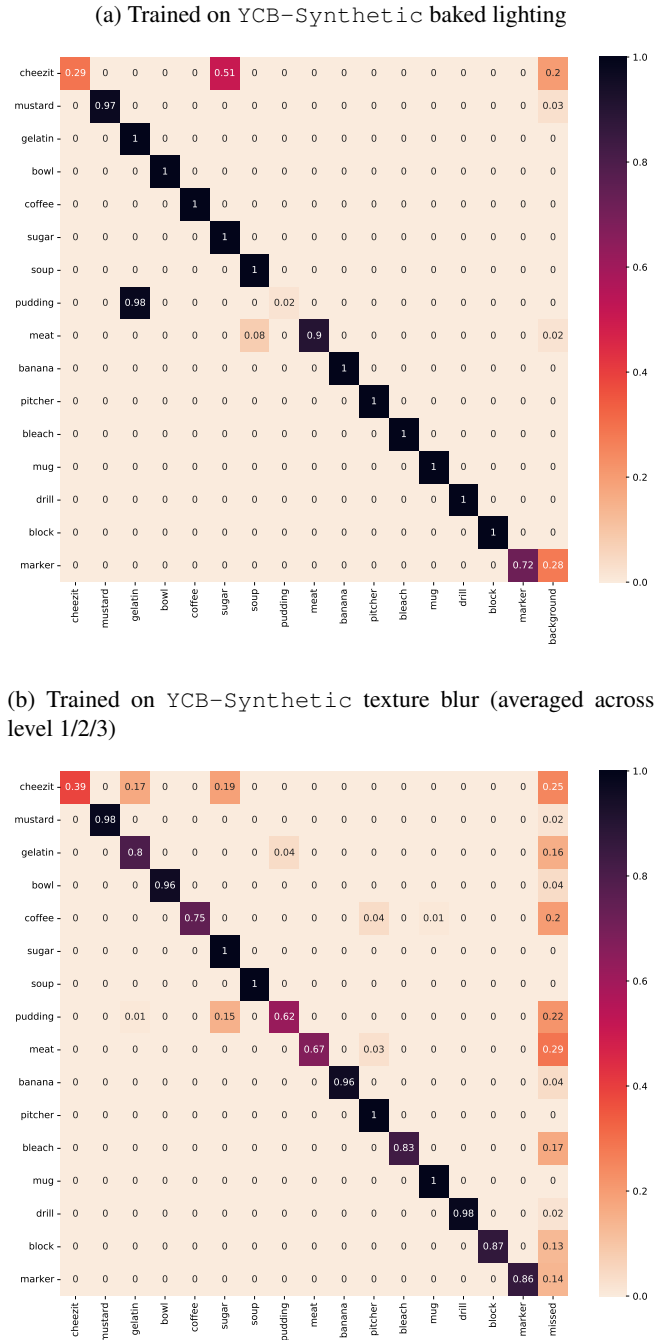 (a) Trained on YCB-Synthetic baked lighting
cheezit 0.29 0 0 0 0 0.51 0 0 0 0 0 0 0 0 0 0 0.2
mustard 0 0.97 0 0 0 0 0 0 0 0 0 0 0 0 0 0 0.03
gelatin 0 0 1 0 0 0 0 0 0 0 0 0 0 0 0 0 0
bowl 0 0 0 1 0 0 0 0 0 0 0 0 0 0 0 0 0
coffee 0 0 0 0 1 0 0 0 0 0 0 0 0 0 0 0 0
sugar 0 0 0 0 0 1 0 0 0 0 0 0 0 0 0 0 0
soup 0 0 0 0 0 0 1 0 0 0 0 0 0 0 0 0 0
pudding 0 0 0.98 0 0 0 0 0.02 0 0 0 0 0 0 0 0 0
meat 0 0 0 0 0 0 0.08 0 0.9 0 0 0 0 0 0 0 0.02
banana 0 0 0 0 0 0 0 0 0 1 0 0 0 0 0 0 0
pitcher 0 0 0 0 0 0 0 0 0 0 1 0 0 0 0 0 0
bleach 0 0 0 0 0 0 0 0 0 0 0 1 0 0 0 0 0
mug 0 0 0 0 0 0 0 0 0 0 0 0 1 0 0 0 0
drill 0 0 0 0 0 0 0 0 0 0 0 0 0 1 0 0 0
block 0 0 0 0 0 0 0 0 0 0 0 0 0 0 1 0 0
marker 0 0 0 0 0 0 0 0 0 0 0 0 0 0 0 0.72 0.28
cheezit mustard gelatin bowl coffee sugar soup pudding meat banana pitcher bleach mug drill block marker background
1.0
0.8
0.6
0.4
0.2
0.0
(b) Trained on YCB-Synthetic texture blur (averaged across
level 1/2/3)
cheezit 0.39 0 0.17 0 0 0.19 0 0 0 0 0 0 0 0 0 0 0.25
mustard 0 0.98 0 0 0 0 0 0 0 0 0 0 0 0 0 0 0.02
gelatin 0 0 0.8 0 0 0 0 0.04 0 0 0 0 0 0 0 0 0.16
bowl 0 0 0 0.96 0 0 0 0 0 0 0 0 0 0 0 0 0.04
coffee 0 0 0 0 0.75 0 0 0 0 0 0.04 0 0.01 0 0 0 0.2
sugar 0 0 0 0 0 1 0 0 0 0 0 0 0 0 0 0 0
soup 0 0 0 0 0 0 1 0 0 0 0 0 0 0 0 0 0
pudding 0 0 0.01 0 0 0.15 0 0.62 0 0 0 0 0 0 0 0 0.22
meat 0 0 0 0 0 0 0 0 0.67 0 0.03 0 0 0 0 0 0.29
banana 0 0 0 0 0 0 0 0 0 0.96 0 0 0 0 0 0 0.04
pitcher 0 0 0 0 0 0 0 0 0 0 1 0 0 0 0 0 0
bleach 0 0 0 0 0 0 0 0 0 0 0 0.83 0 0 0 0 0.17
mug 0 0 0 0 0 0 0 0 0 0 0 0 1 0 0 0 0
drill 0 0 0 0 0 0 0 0 0 0 0 0 0 0.98 0 0 0.02
block 0 0 0 0 0 0 0 0 0 0 0 0 0 0 0.87 0 0.13
marker 0 0 0 0 0 0 0 0 0 0 0 0 0 0 0 0.86 0.14
cheezit mustard gelatin bowl coffee sugar soup pudding meat banana pitcher bleach mug drill block marker missed
1.0
0.8
0.6
0.4
0.2
0.0